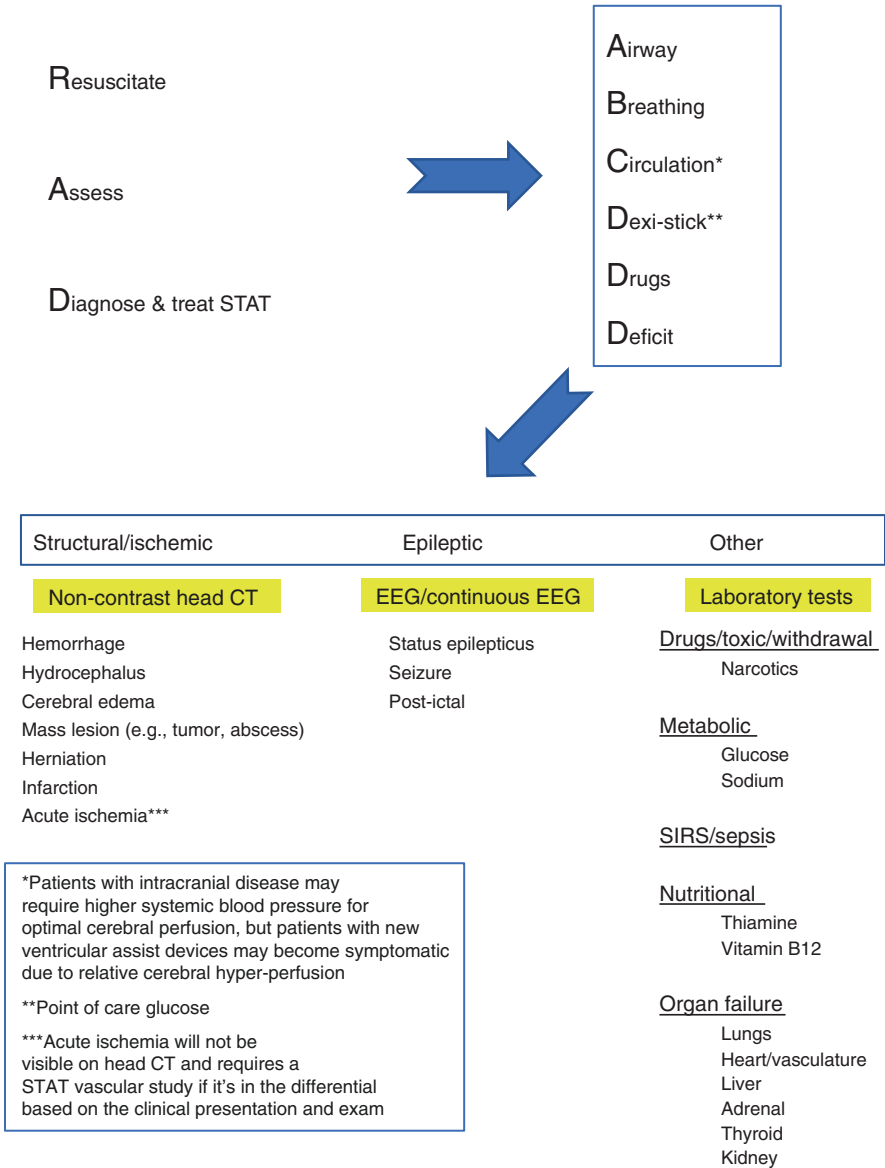 Resuscitate
Assess
Diagnose & treat STAT
Airway
Breathing
Circulation*
Dexi-stick**
Drugs
Deficit
Structural/ischemic
Epileptic
Other
Non-contrast head CT
Hemorrhage
Hydrocephalus
Cerebral edema
Mass lesion (e.g., tumor, abscess)
Herniation
Infarction
Acute ischemia***
EEG/continuous EEG
Status epilepticus
Seizure
Post-ictal
Laboratory tests
Drugs/toxic/withdrawal
Narcotics
Metabolic
Glucose
Sodium
SIRS/sepsis
Nutritional
Thiamine
Vitamin B12
Organ failure
Lungs
Heart/vasculature
Liver
Adrenal
Thyroid
Kidney
*Patients with intracranial disease may
require higher systemic blood pressure for
optimal cerebral perfusion, but patients with new
ventricular assist devices may become symptomatic
due to relative cerebral hyper-perfusion
**Point of care glucose
***Acute ischemia will not be
visible on head CT and requires a
STAT vascular study if it's in the differential
based on the clinical presentation and exam